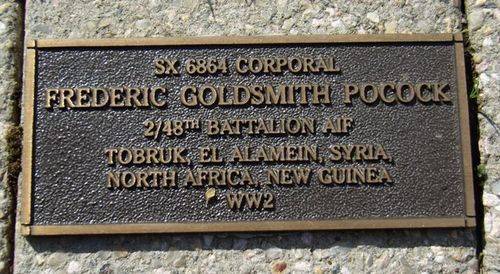 SX 6864 CORPORAL
FREDERIC GOLDSMITH POCOCK
2/48TH BATTALION AIF
TOBRUK, EL ALAMEIN, SYRIA,
NORTH AFRICA, NEW GUINEA
WW2